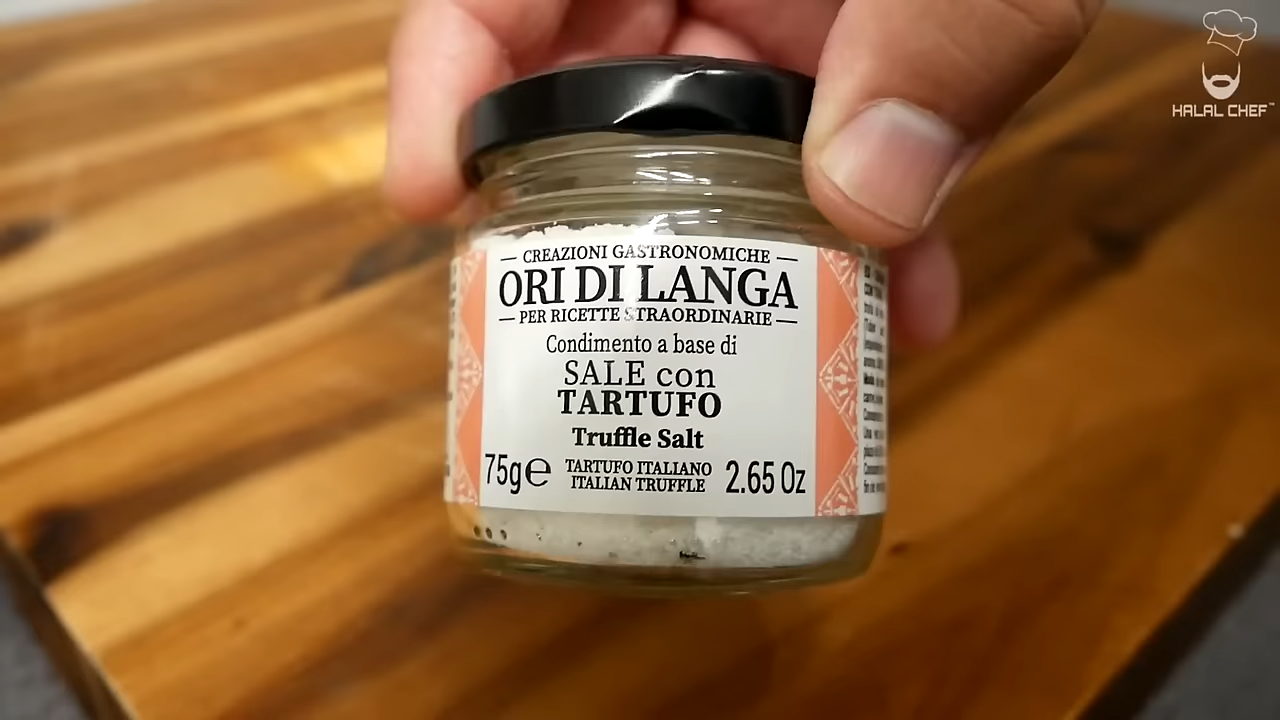 HALAL CHEF™
— CREAZIONI GASTRONOMICHE —
ORI DI LANGA
— PER RICETTE STRAORDINARIE —
Condimento a base di
SALE con
TARTUFO
Truffle Salt
75g℮ TARTUFO ITALIANO 2.65 Oz
ITALIAN TRUFFLE